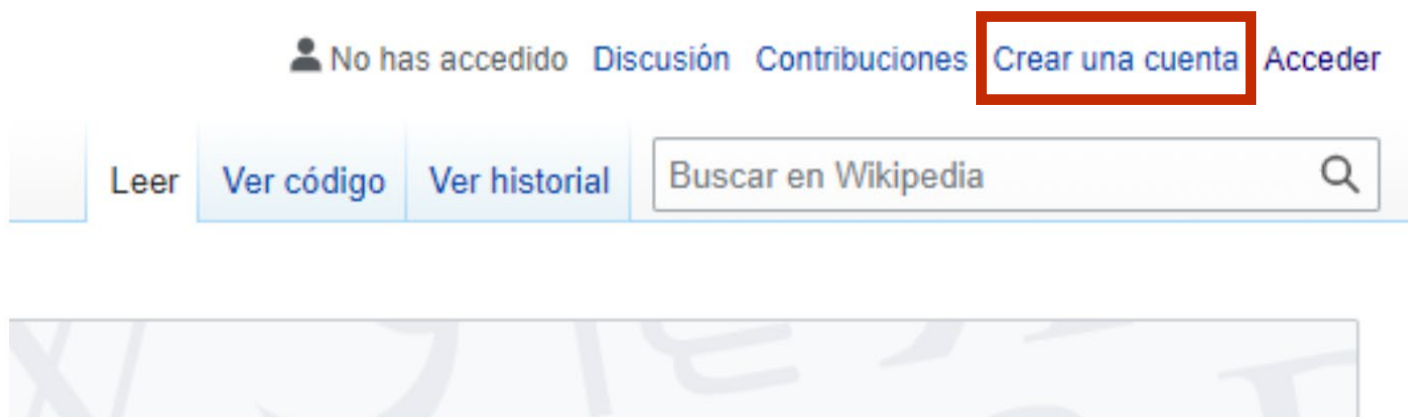 No has accedido Discusión Contribuciones Crear una cuenta Acceder
Leer Ver código Ver historial Buscar en Wikipedia